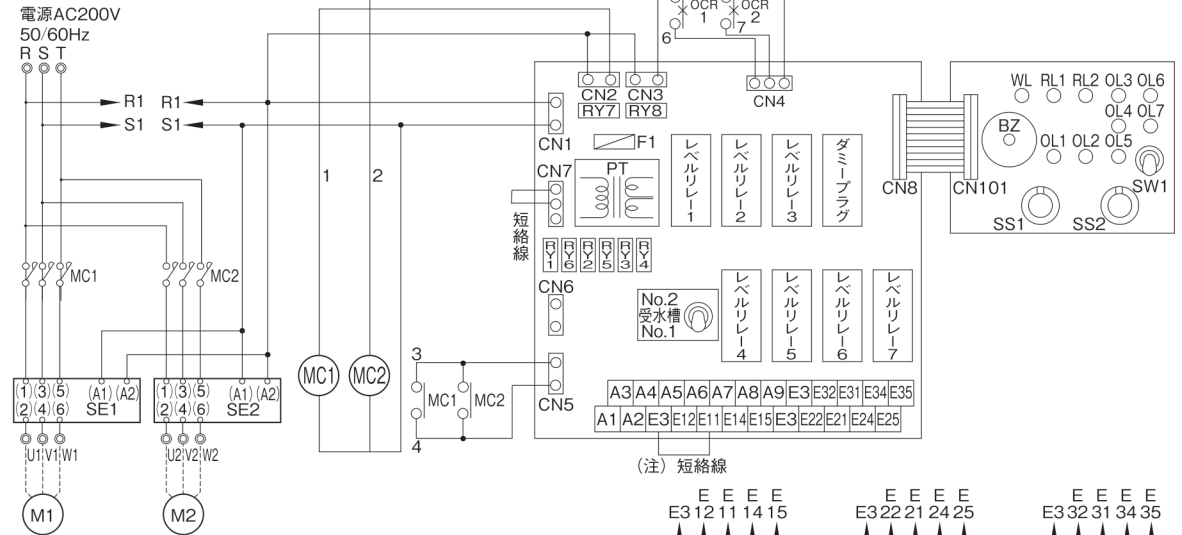 電源AC200V
50/60Hz
R S T
R1 R1
S1 S1
OCR
1
OCR
2
6
7
CN2
RY7
CN3
RY8
CN4
CN1
F1
CN7
PT
短絡線
レベルリレー1
レベルリレー2
レベルリレー3
ダミープラグ
RY1
RY6
RY2
RY5
RY3
RY4
CN6
No.2
受水槽
No.1
レベルリレー4
レベルリレー5
レベルリレー6
レベルリレー7
CN5
CN8
CN101
WL RL1 RL2 OL3 OL6
OL4 OL7
BZ
OL1 OL2 OL5
SW1
SS1
SS2
1
2
MC1
MC2
(1) (3) (5)
(A1) (A2)
(2) (4) (6)
SE1
(1) (3) (5)
(A1) (A2)
(2) (4) (6)
SE2
MC1
MC2
3
MC1
MC2
4
A3 A4 A5 A6 A7 A8 A9 E3 E32 E31 E34 E35
A1 A2 E3 E12 E11 E14 E15 E3 E22 E21 E24 E25
(注) 短絡線
U1 V1 W1
U2 V2 W2
M1
M2
E3 E12 E11 E14 E15
E3 E22 E21 E24 E25
E3 E32 E31 E34 E35